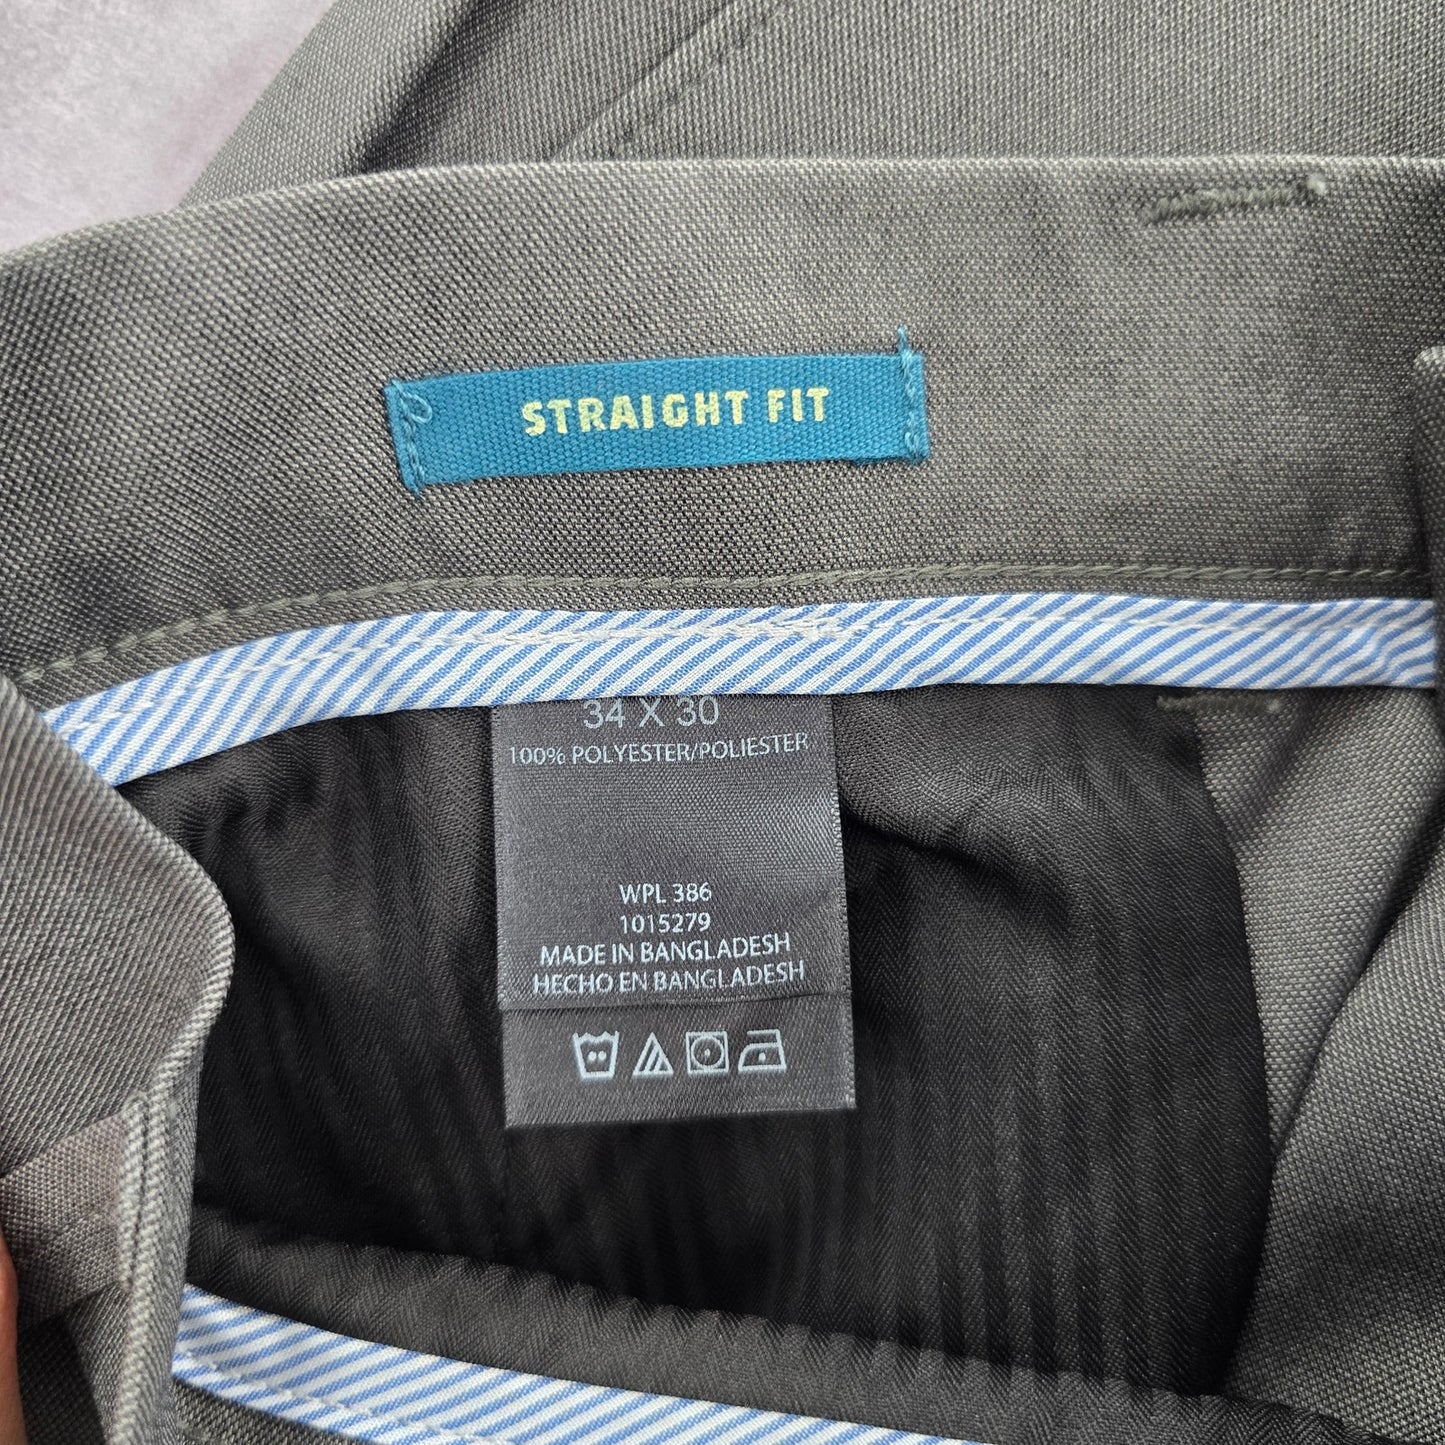 STRAIGHT FIT
34 X 30
100% POLYESTER/POLIESTER
WPL 386
1015279
MADE IN BANGLADESH
HECHO EN BANGLADESH